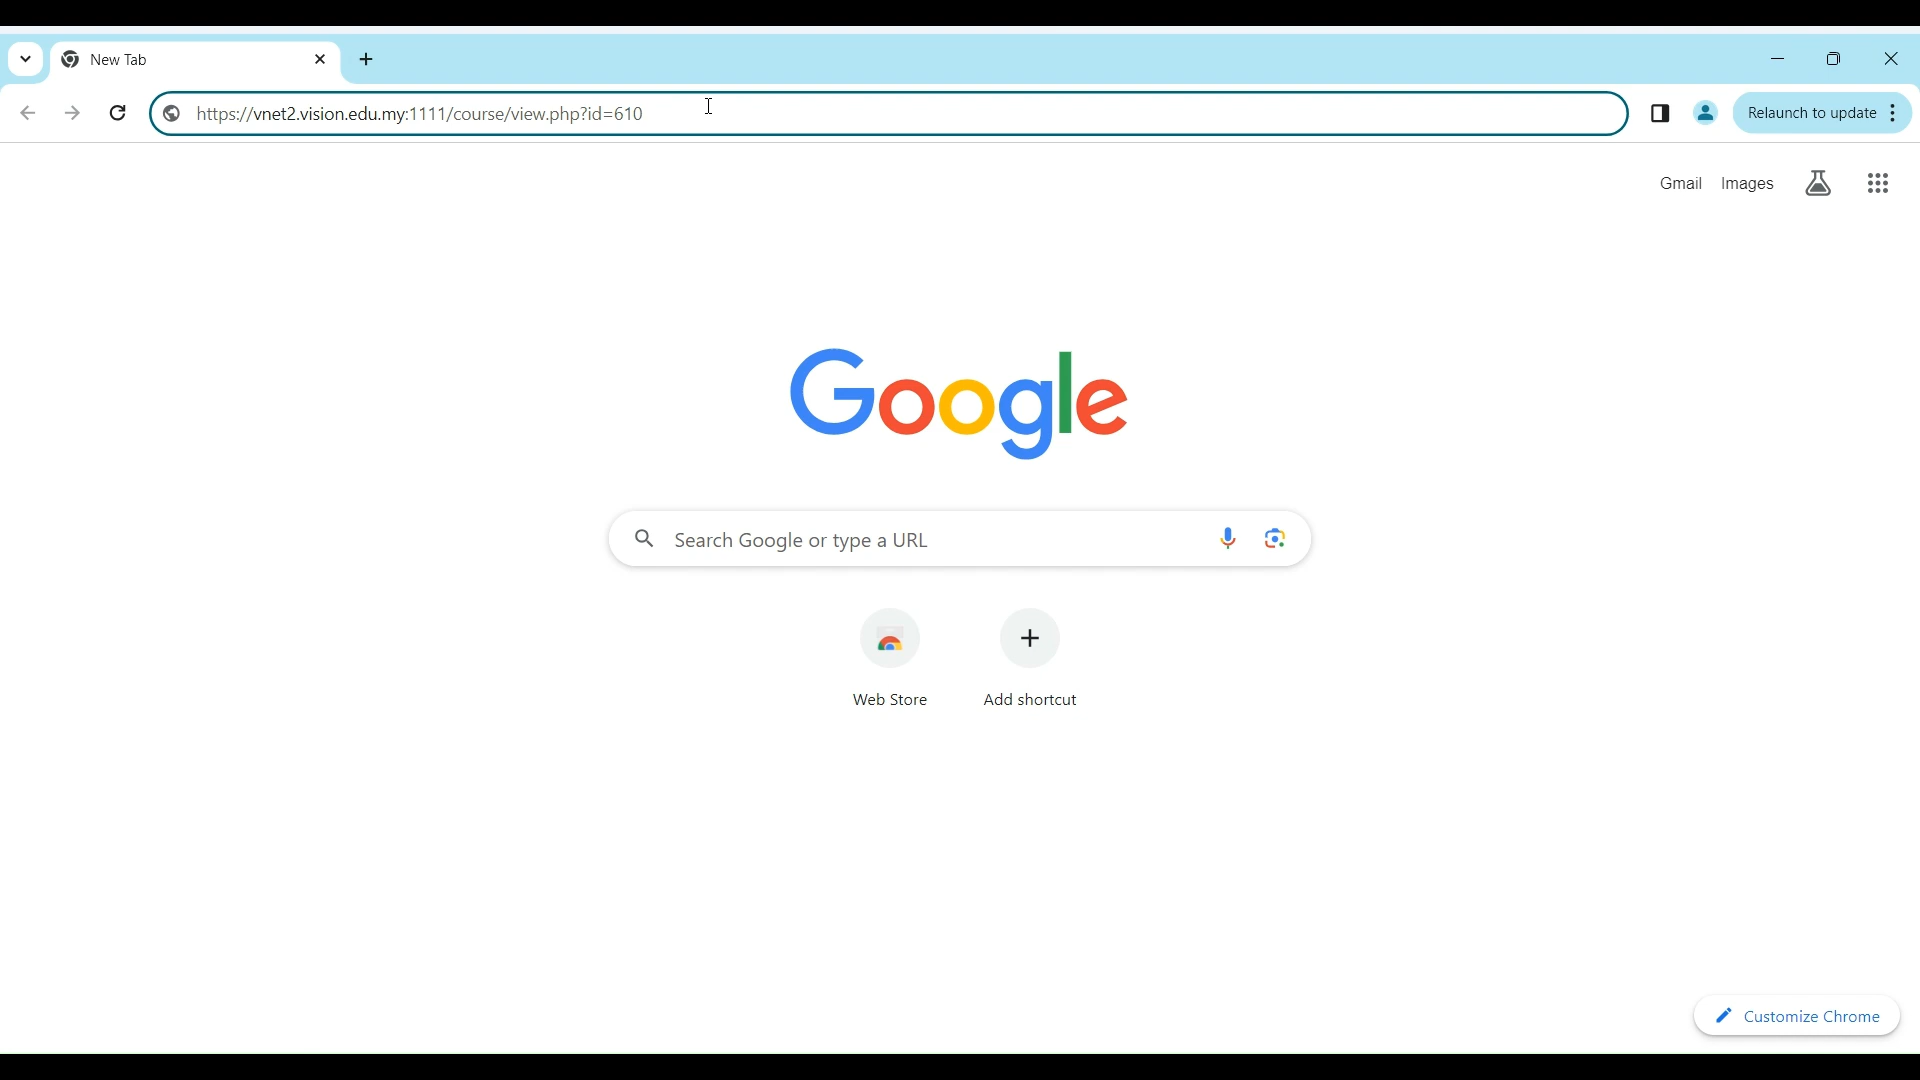 New Tab
https://vnet2.vision.edu.my:1111/course/view.php?id=610
Relaunch to update
Gmail Images
Google
Search Google or type a URL
Web Store
Add shortcut
Customize Chrome